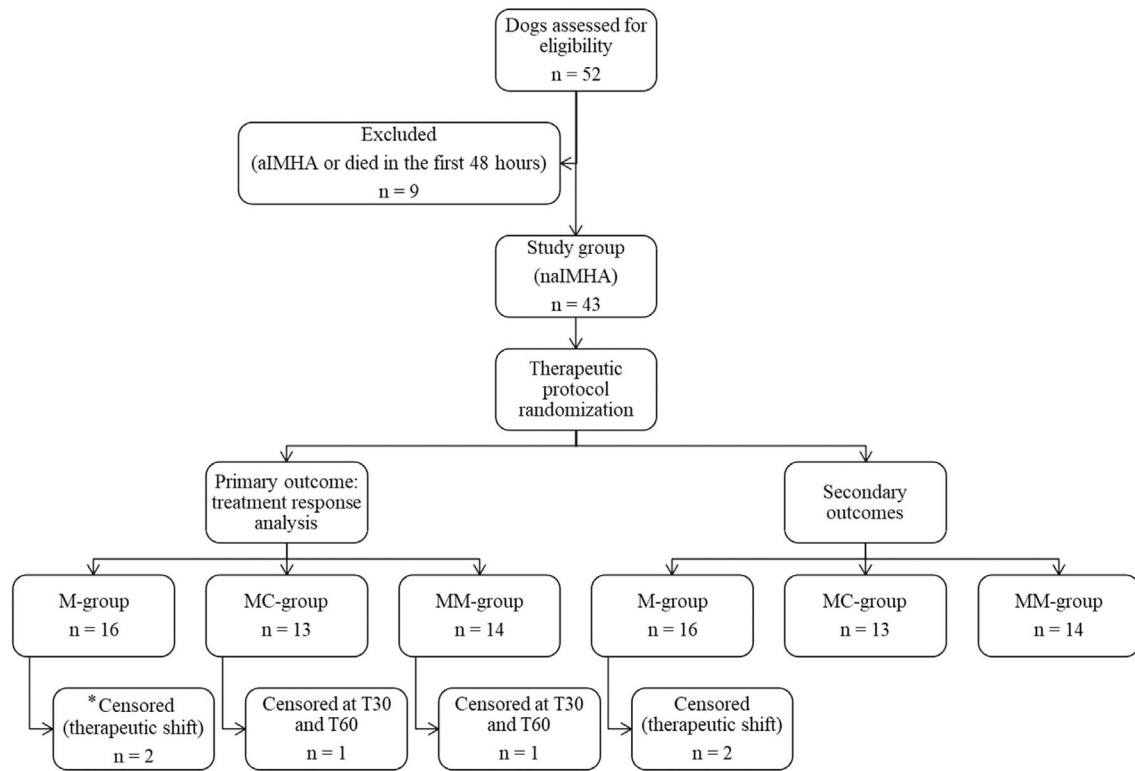 Dogs assessed for
eligibility
n = 52
Excluded
(aIMHA or died in the first 48 hours)
n = 9
Study group
(naIMHA)
n = 43
Therapeutic
protocol
randomization
Primary outcome:
treatment response
analysis
Secondary
outcomes
M-group
n = 16
MC-group
n = 13
MM-group
n = 14
M-group
n = 16
MC-group
n = 13
MM-group
n = 14
*Censored
(therapeutic shift)
n = 2
Censored at T30
and T60
n = 1
Censored at T30
and T60
n = 1
Censored
(therapeutic shift)
n = 2